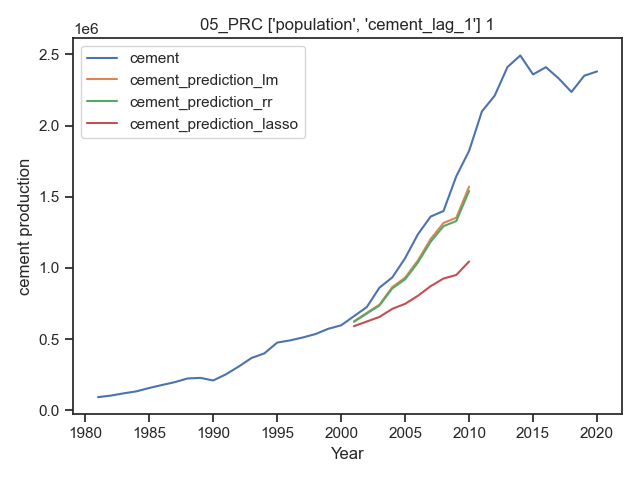 05_PRC ['population', 'cement_lag_1'] 1
1e6
cement
cement_prediction_lm
cement_prediction_rr
cement_prediction_lasso
2.5
2.0
1.5
1.0
0.5
0.0
cement production
1980 1985 1990 1995 2000 2005 2010 2015 2020
Year